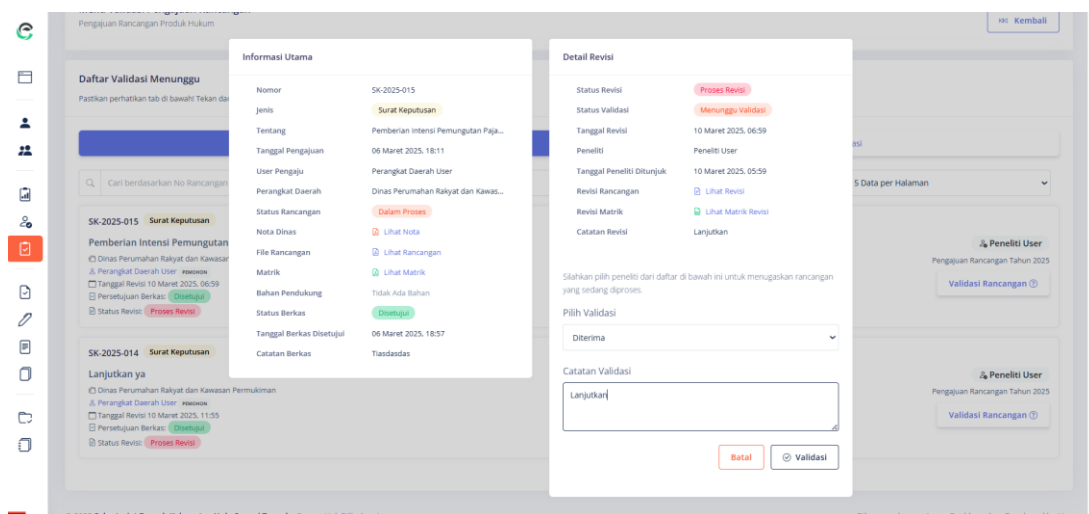 Pengajuan Rancangan Produk Hukum
Kembali
Daftar Validasi Menunggu
Pastikan perhatikan tab di bawah! Tekan
Cari berdasarkan No Rancangan
5 Data per Halaman
SK-2025-015 Surat Keputusan
Pemberian Intensi Pemungutan
Dinas Perumahan Rakyat dan Kawasan
Perangkat Daerah User PEMOHON
Tanggal Revisi 10 Maret 2025, 06:59
Persetujuan Berkas: Disetujui
Status Revisi: Proses Revisi
Peneliti User
Pengajuan Rancangan Tahun 2025
Validasi Rancangan
SK-2025-014 Surat Keputusan
Lanjutkan ya
Dinas Perumahan Rakyat dan Kawasan Permukiman
Perangkat Daerah User PEMOHON
Tanggal Revisi 10 Maret 2025, 11:55
Persetujuan Berkas: Disetujui
Status Revisi: Proses Revisi
Peneliti User
Pengajuan Rancangan Tahun 2025
Validasi Rancangan
Informasi Utama
Nomor SK-2025-015
Jenis Surat Keputusan
Tentang Pemberian Intensi Pemungutan Paja...
Tanggal Pengajuan 06 Maret 2025, 18:11
User Pengaju Perangkat Daerah User
Perangkat Daerah Dinas Perumahan Rakyat dan Kawas...
Status Rancangan Dalam Proses
Nota Dinas Lihat Nota
File Rancangan Lihat Rancangan
Matrik Lihat Matrik
Bahan Pendukung Tidak Ada Bahan
Status Berkas Disetujui
Tanggal Berkas Disetujui 06 Maret 2025, 18:57
Catatan Berkas Tiasdasdas
Detail Revisi
Status Revisi Proses Revisi
Status Validasi Menunggu Validasi
Tanggal Revisi 10 Maret 2025, 06:59
Peneliti Peneliti User
Tanggal Peneliti Ditunjuk 10 Maret 2025, 05:59
Revisi Rancangan Lihat Revisi
Revisi Matrik Lihat Matrik Revisi
Catatan Revisi Lanjutkan
Silahkan pilih peneliti dari daftar di bawah ini untuk menugaskan rancangan
yang sedang diproses.
Pilih Validasi
Diterima
Catatan Validasi
Lanjutkan
Batal Validasi